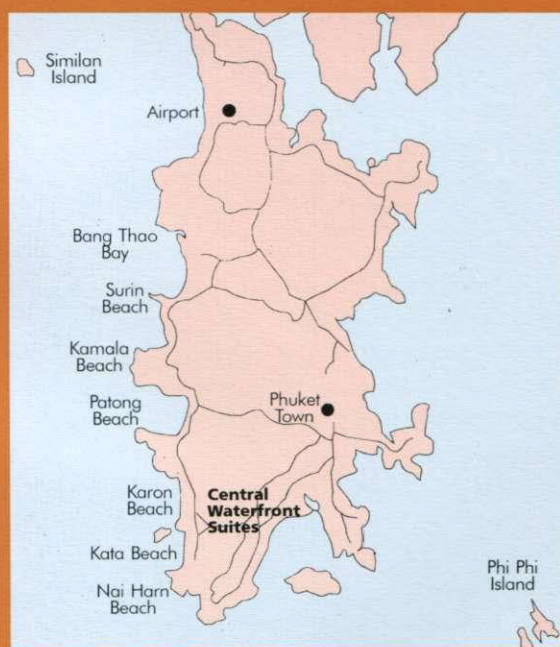 Similan
Island
Airport
Bang Thao
Bay
Surin
Beach
Kamala
Beach
Patong
Beach
Phuket
Town
Karon
Beach
Central
Waterfront
Suites
Kata Beach
Nai Harn
Beach
Phi Phi
Island